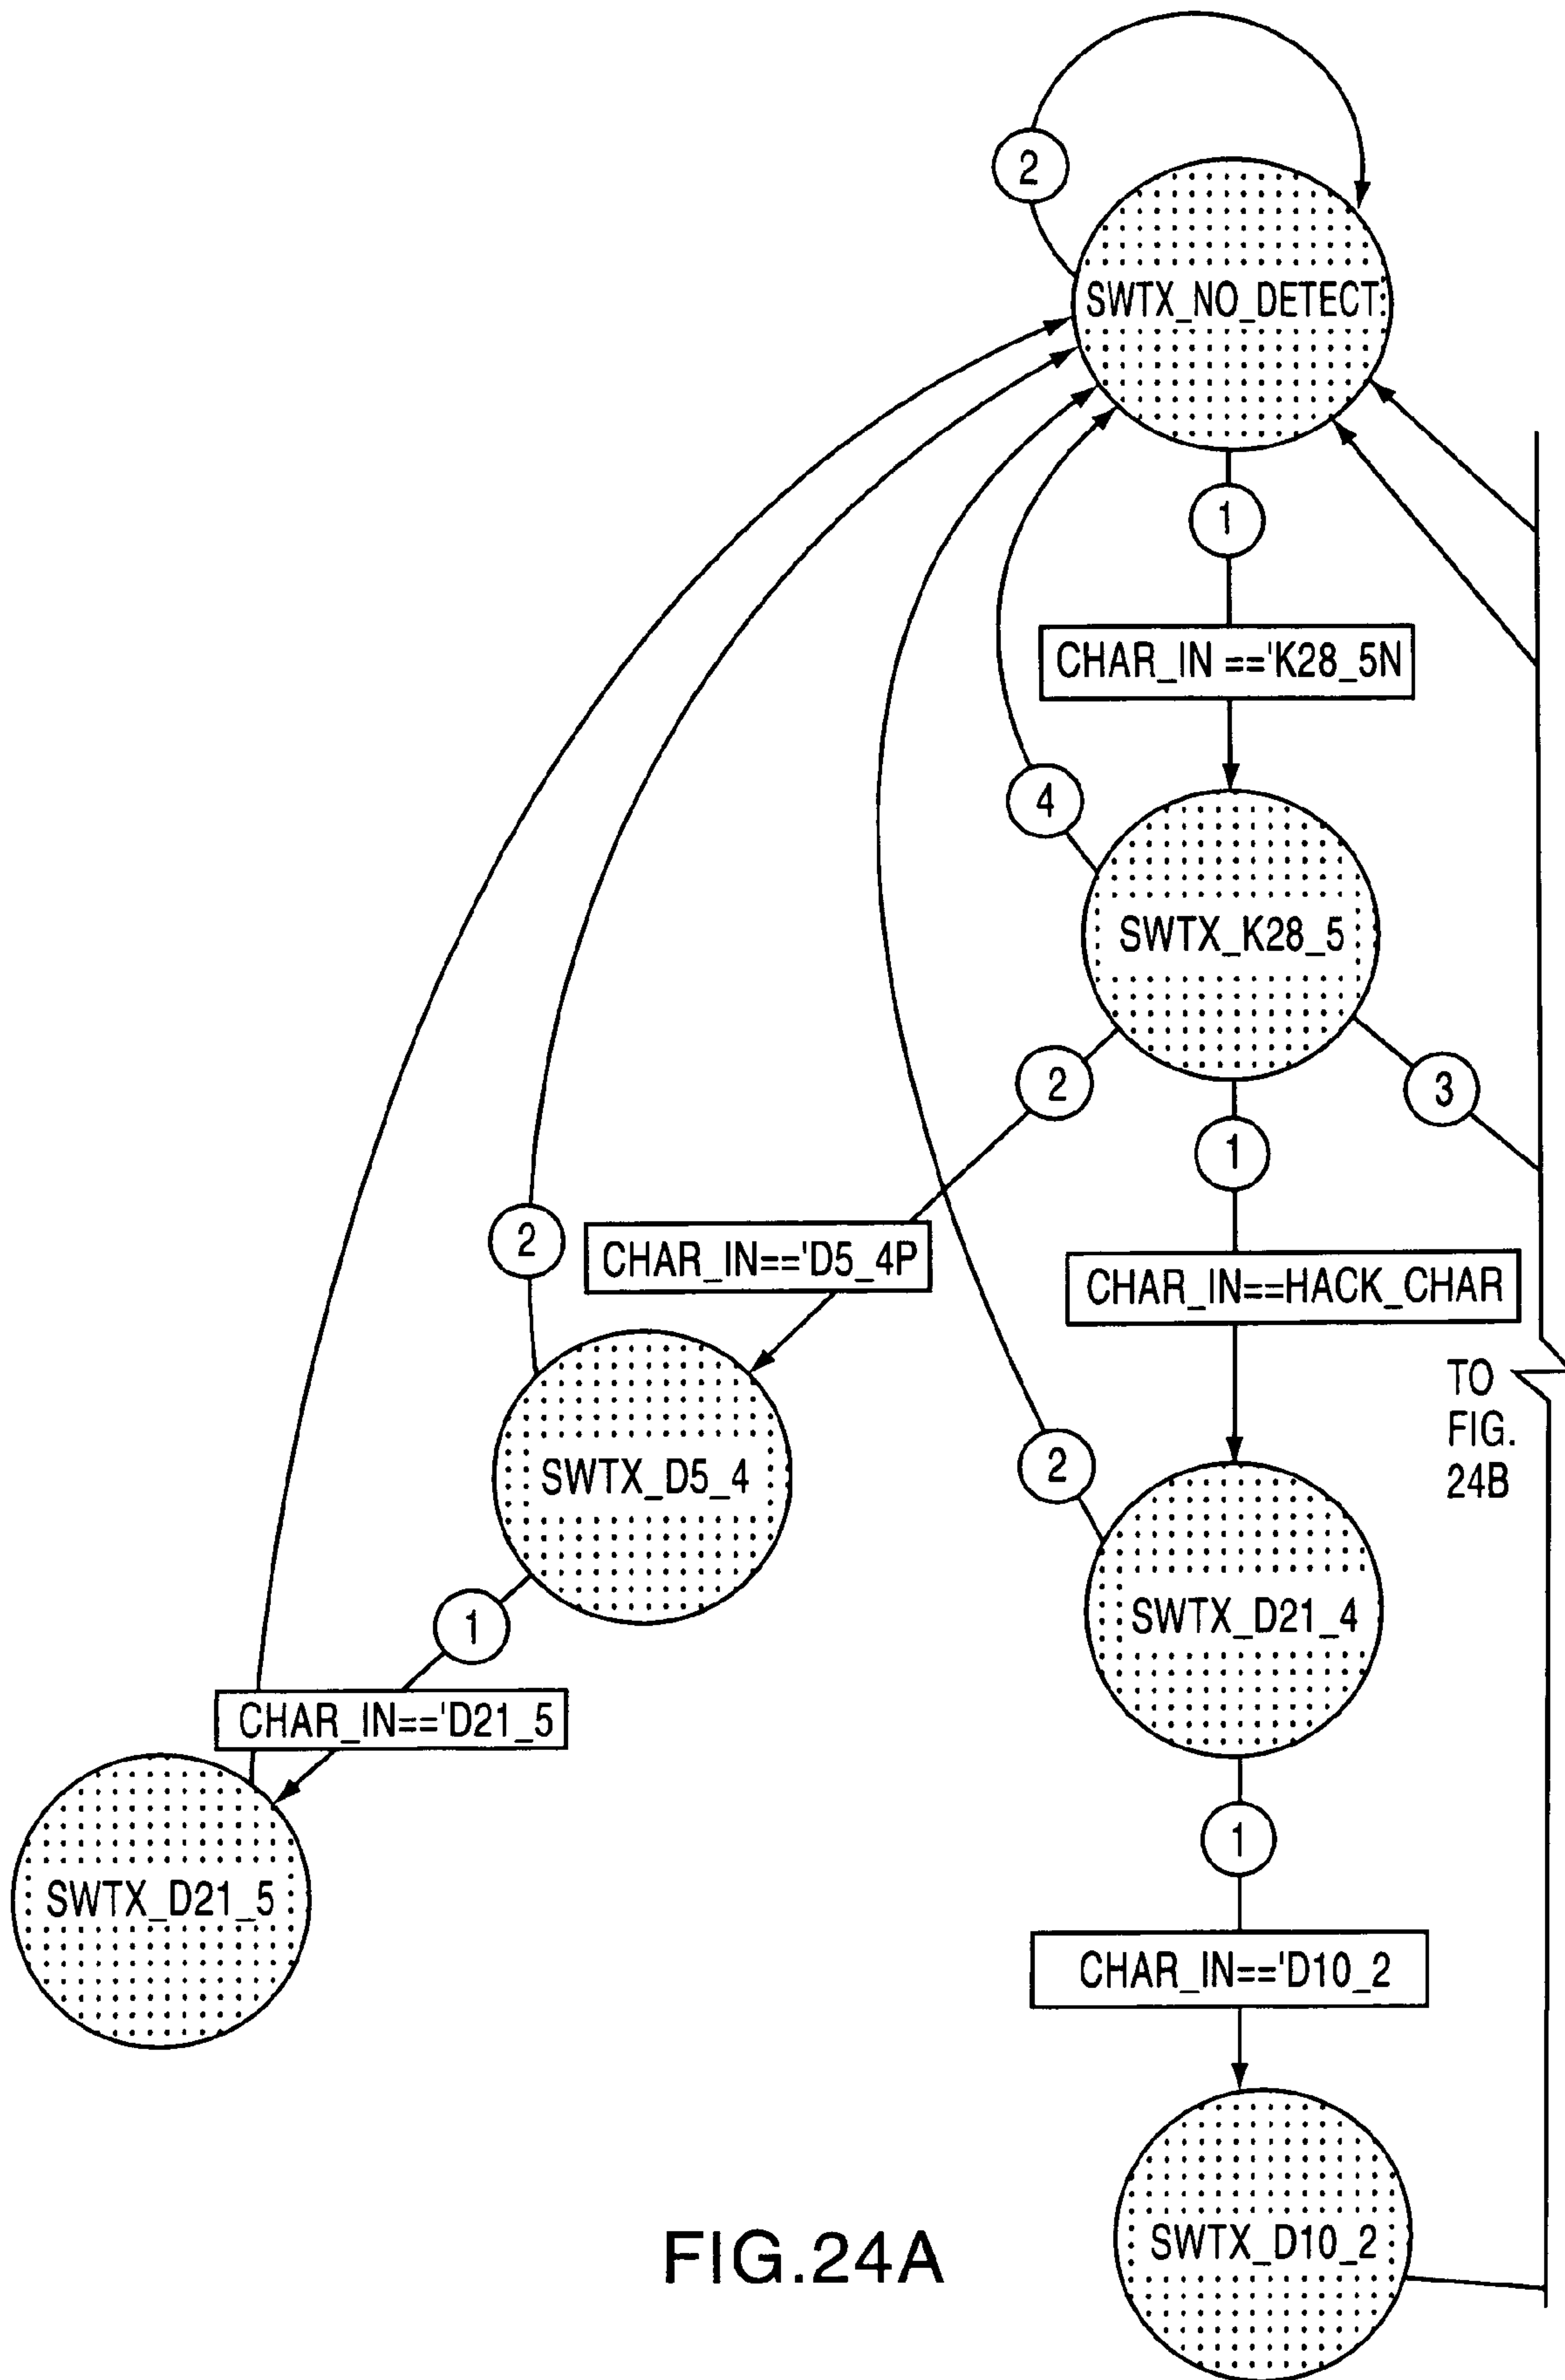 2
SWTX_NO_DETECT
1
CHAR_IN =='K28_5N
4
SWTX_K28_5
2
3
1
2
CHAR_IN=='D5_4P
CHAR_IN==HACK_CHAR
TO
FIG.
24B
2
SWTX_D5_4
SWTX_D21_4
1
CHAR_IN=='D21_5
1
SWTX_D21_5
CHAR_IN=='D10_2
SWTX_D10_2
FIG.24A